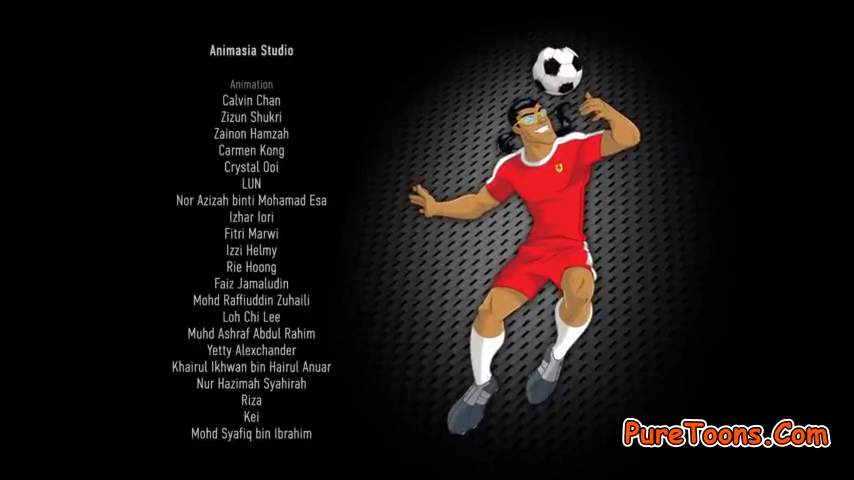 Animasia Studio
Animation
Calvin Chan
Zizun Shukri
Zainon Hamzah
Carmen Kong
Crystal Ooi
LUN
Nor Azizah binti Mohamad Esa
Izhar Iori
Fitri Marwi
Izzi Helmy
Rie Hoong
Faiz Jamaludin
Mohd Raffiuddin Zuhaili
Loh Chi Lee
Muhd Ashraf Abdul Rahim
Yetty Alexchander
Khairul Ikhwan bin Hairul Anuar
Nur Hazimah Syahirah
Riza
Kei
Mohd Syafiq bin Ibrahim
PureToons.Com